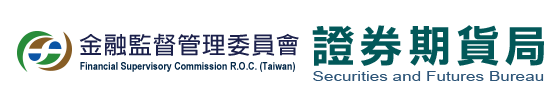 金融監督管理委員會
Financial Supervisory Commission R.O.C. (Taiwan)
證券期貨局
Securities and Futures Bureau